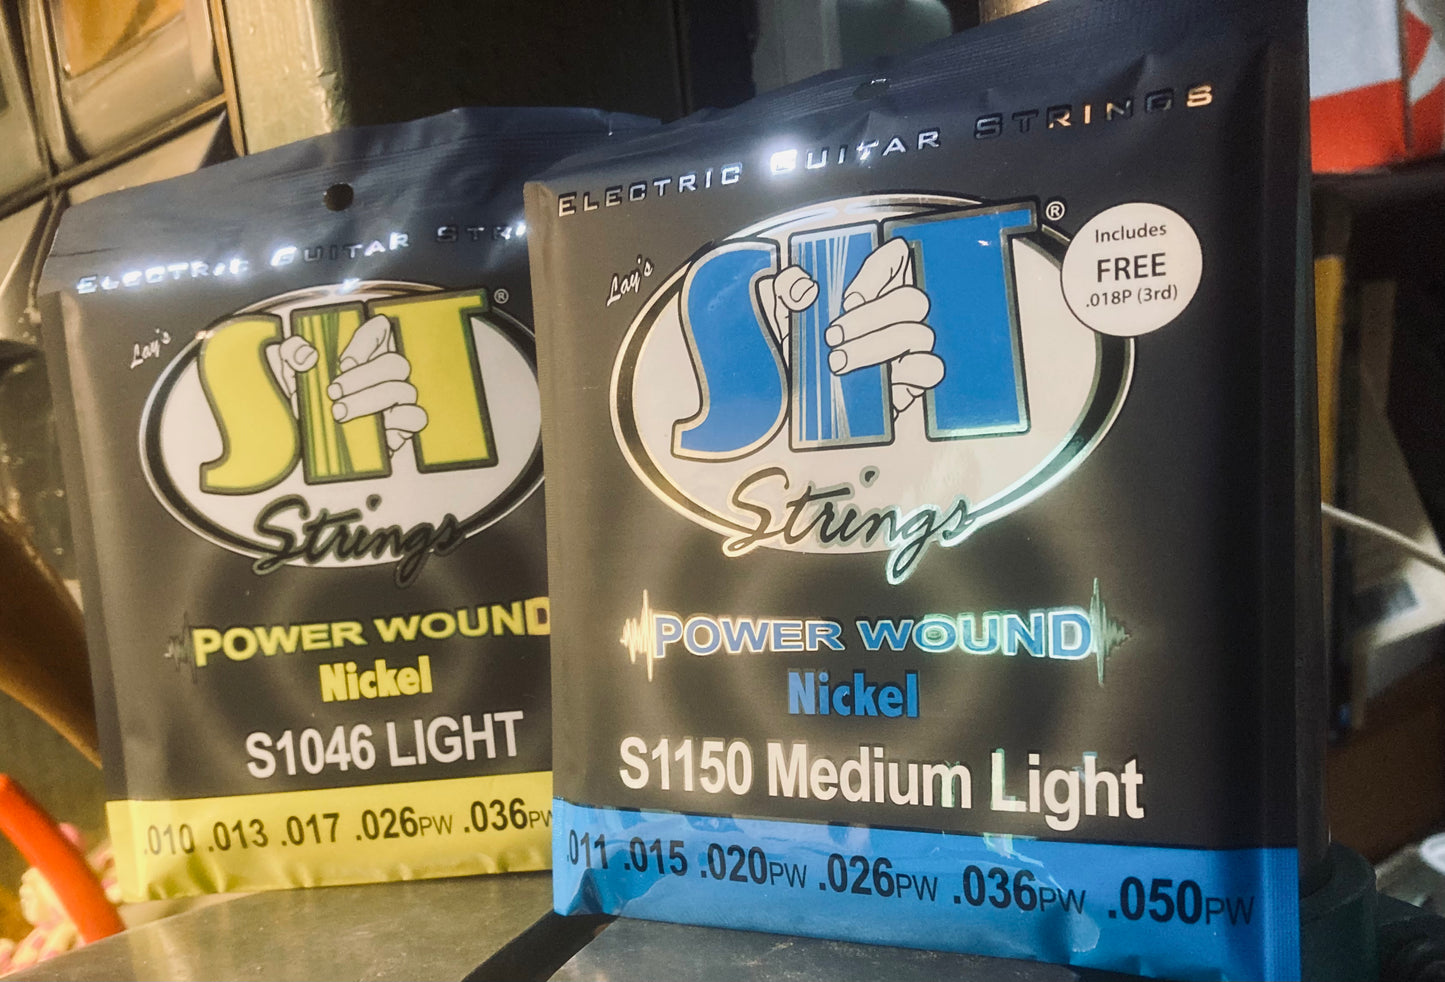 ELECTRIC GUITAR
Lay's
SIT ®
Strings
POWER WOUND
Nickel
S1046 LIGHT
.010 .013 .017 .026PW .036PW
ELECTRIC GUITAR STRINGS
Lay's
SIT ®
Strings
Includes
FREE
.018P (3rd)
POWER WOUND
Nickel
S1150 Medium Light
.011 .015 .020PW .026PW .036PW .050PW